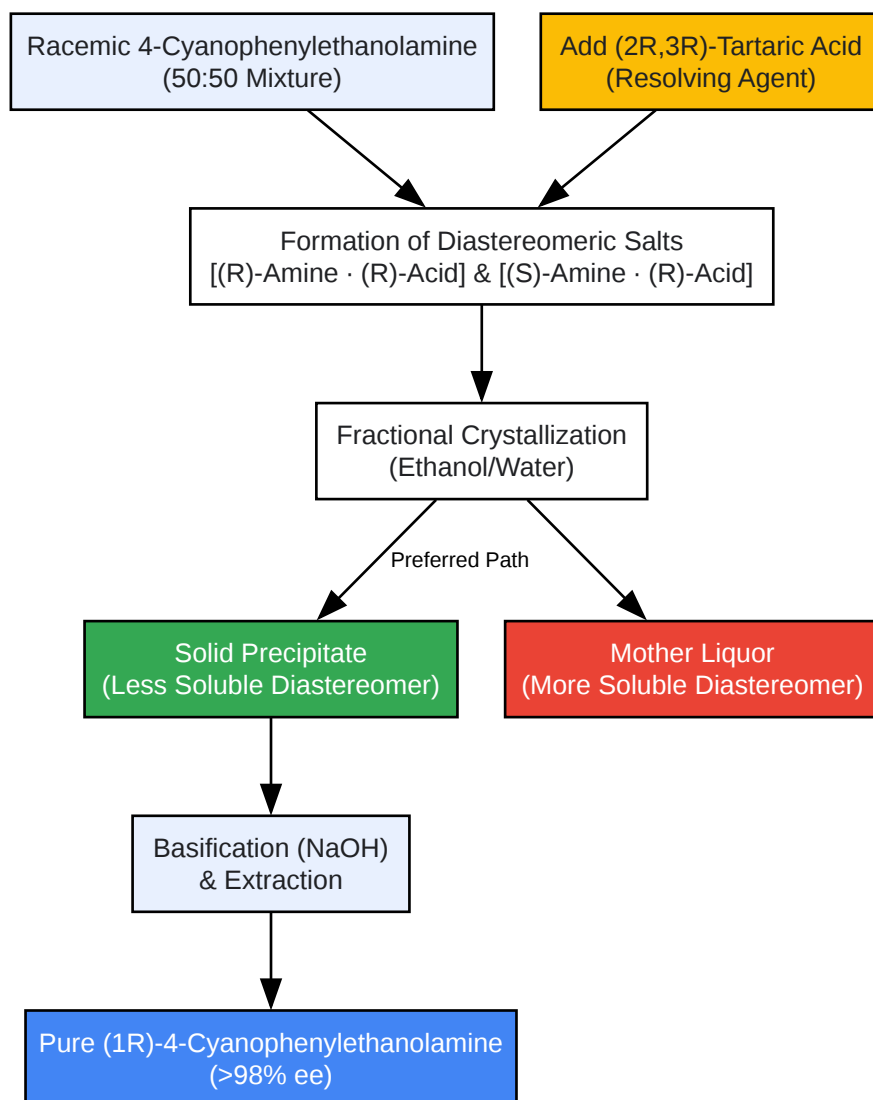 Racemic 4-Cyanophenylethanolamine
(50:50 Mixture)
Add (2R,3R)-Tartaric Acid
(Resolving Agent)
Formation of Diastereomeric Salts
[(R)-Amine · (R)-Acid] & [(S)-Amine · (R)-Acid]
Fractional Crystallization
(Ethanol/Water)
Preferred Path
Solid Precipitate
(Less Soluble Diastereomer)
Mother Liquor
(More Soluble Diastereomer)
Basification (NaOH)
& Extraction
Pure (1R)-4-Cyanophenylethanolamine
(>98% ee)